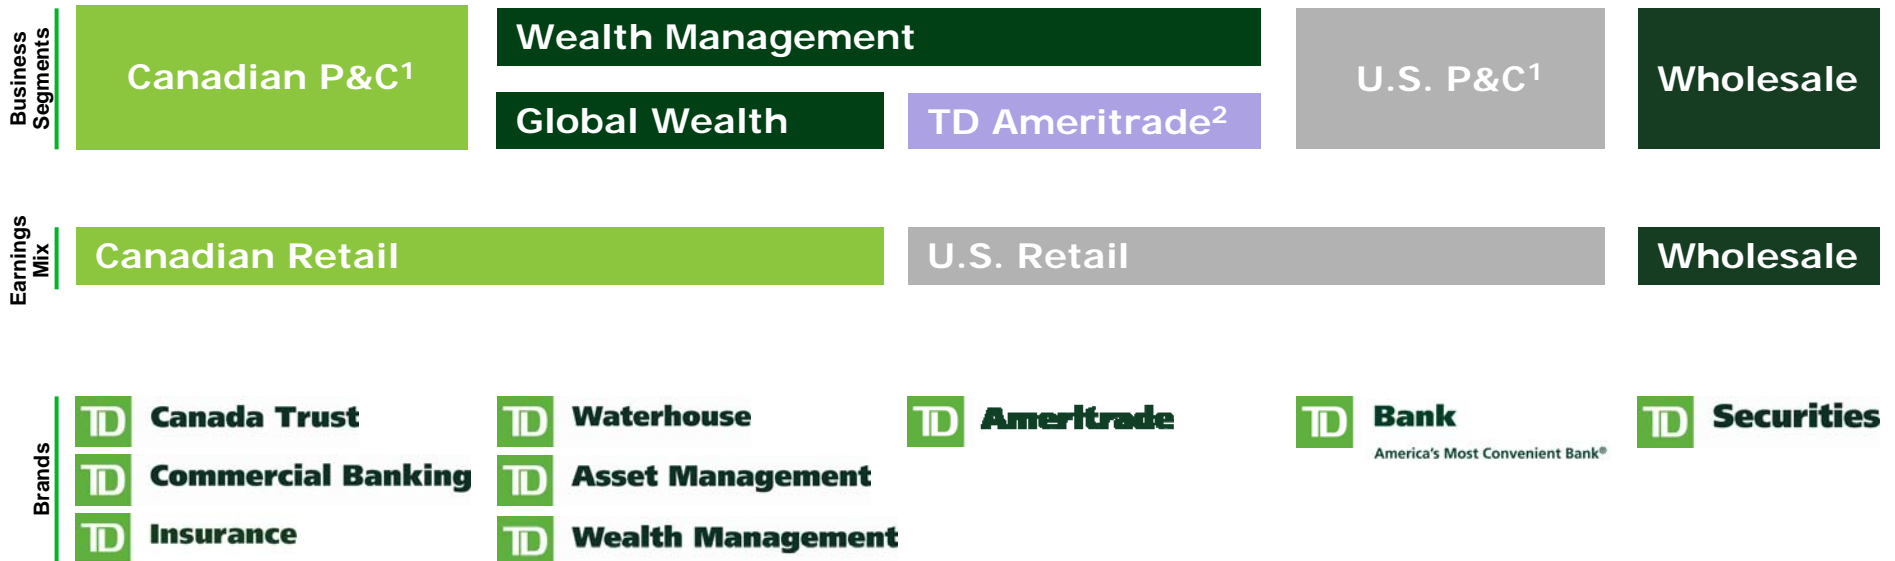 Business
Segments
Canadian P&C¹
Wealth Management
Global Wealth
TD Ameritrade²
U.S. P&C¹
Wholesale
Earnings
Mix
Canadian Retail
U.S. Retail
Wholesale
Brands
TD Canada Trust
TD Commercial Banking
TD Insurance
TD Waterhouse
TD Asset Management
TD Wealth Management
TD Ameritrade
TD Bank
America's Most Convenient Bank®
TD Securities